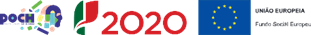 POCH
2020
UNIÃO EUROPEIA
Fundo Social Europeu